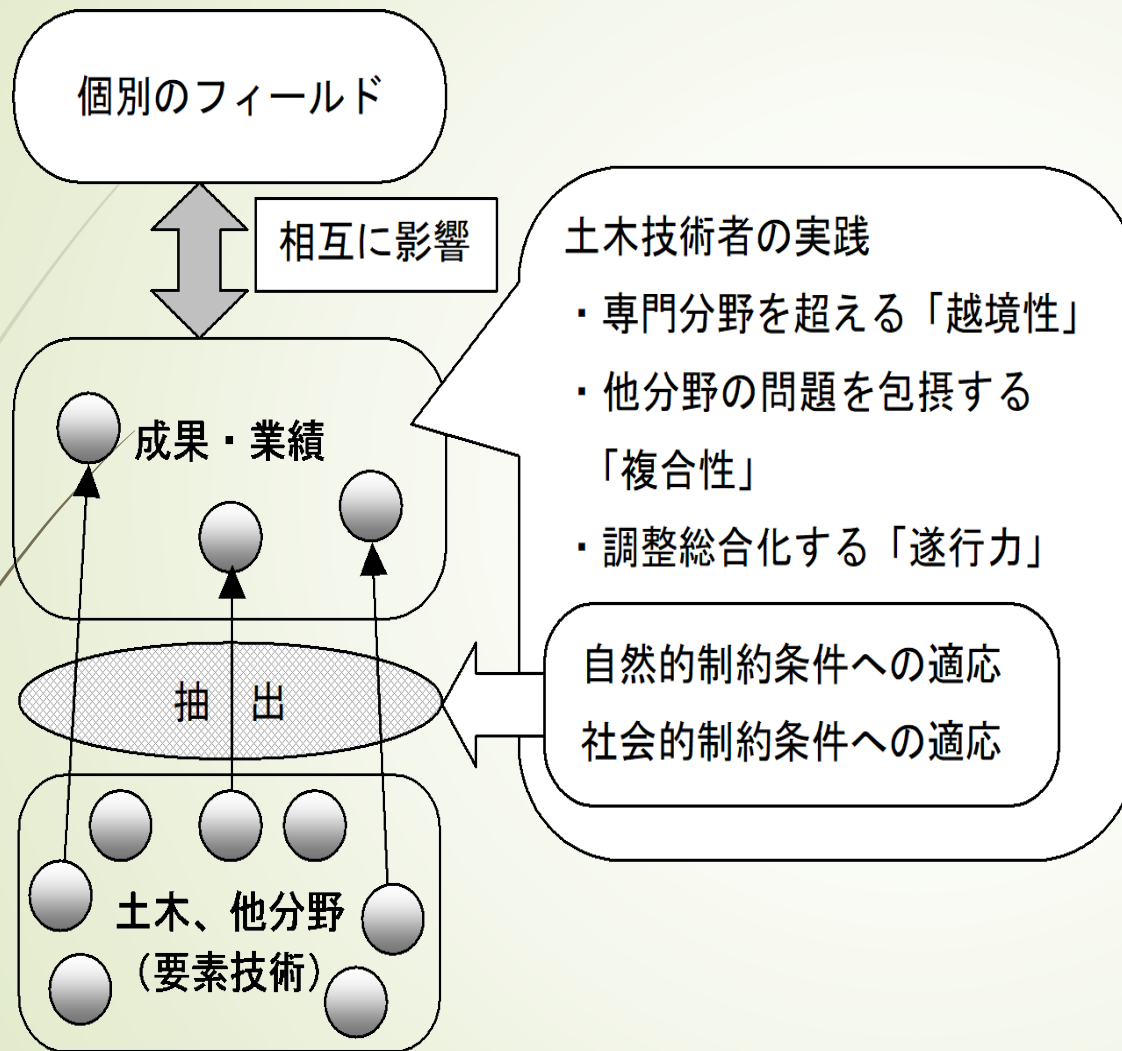 個別のフィールド
相互に影響
土木技術者の実践
・専門分野を超える「越境性」
・他分野の問題を包摂する
「複合性」
・調整総合化する「遂行力」
成果・業績
自然的制約条件への適応
社会的制約条件への適応
抽　出
土木、他分野
（要素技術）